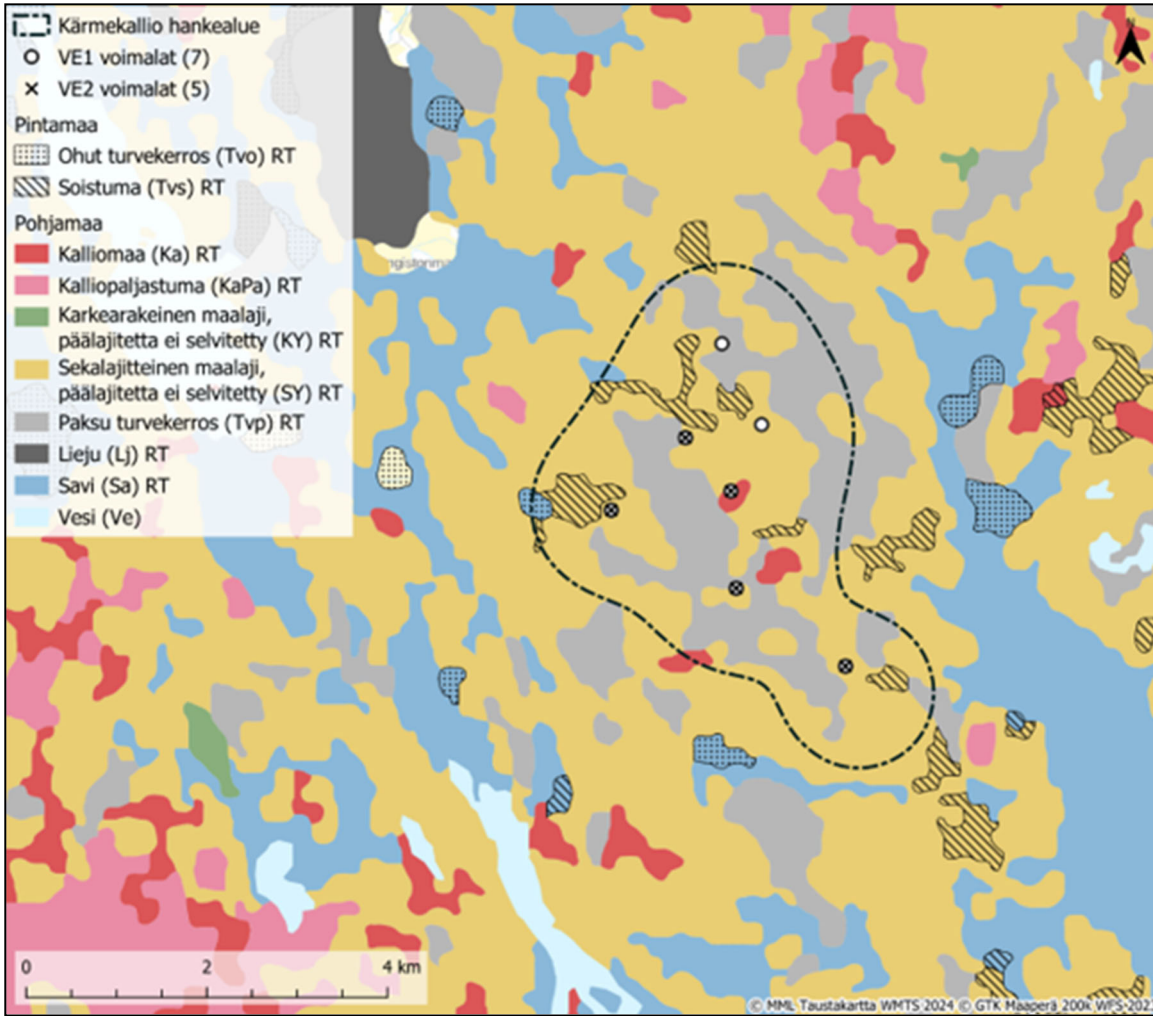 Kärmekallio hankealue
VE1 voimalat (7)
VE2 voimalat (5)
Pintamaa
Ohut turvekerros (Tvo) RT
Soistuma (Tvs) RT
Pohjamaa
Kalliomaa (Ka) RT
Kalliopaljastuma (KaPa) RT
Karkearakeinen maalaji,
päälajitetta ei selvitetty (KY) RT
Sekalajitteinen maalaji,
päälajitetta ei selvitetty (SY) RT
Paksu turvekerros (Tvp) RT
Lieju (Lj) RT
Savi (Sa) RT
Vesi (Ve)
N
0 2 4 km
© MML Taustakartta WMTS 2024 © GTK Maaperä 200k WFS